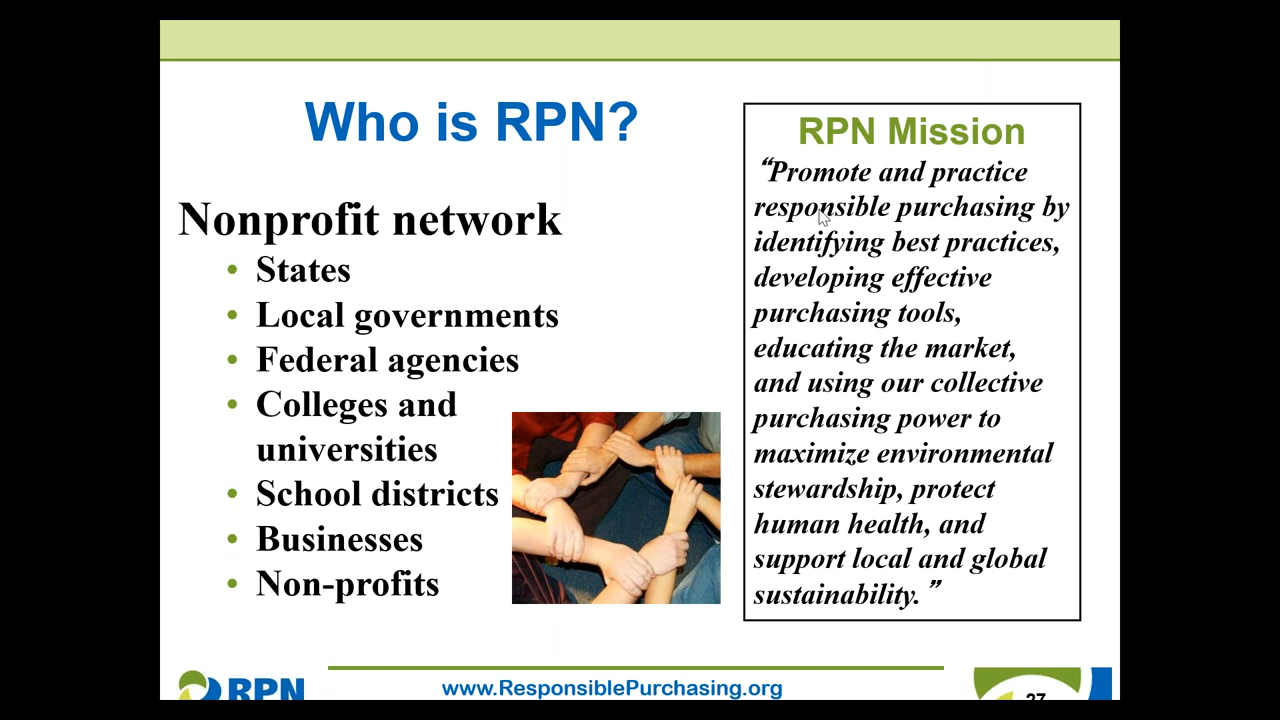 Who is RPN?
Nonprofit network
• States
• Local governments
• Federal agencies
• Colleges and
universities
• School districts
• Businesses
• Non-profits
RPN Mission
“Promote and practice
responsible purchasing by
identifying best practices,
developing effective
purchasing tools,
educating the market,
and using our collective
purchasing power to
maximize environmental
stewardship, protect
human health, and
support local and global
sustainability.”
RPN
www.ResponsiblePurchasing.org
27